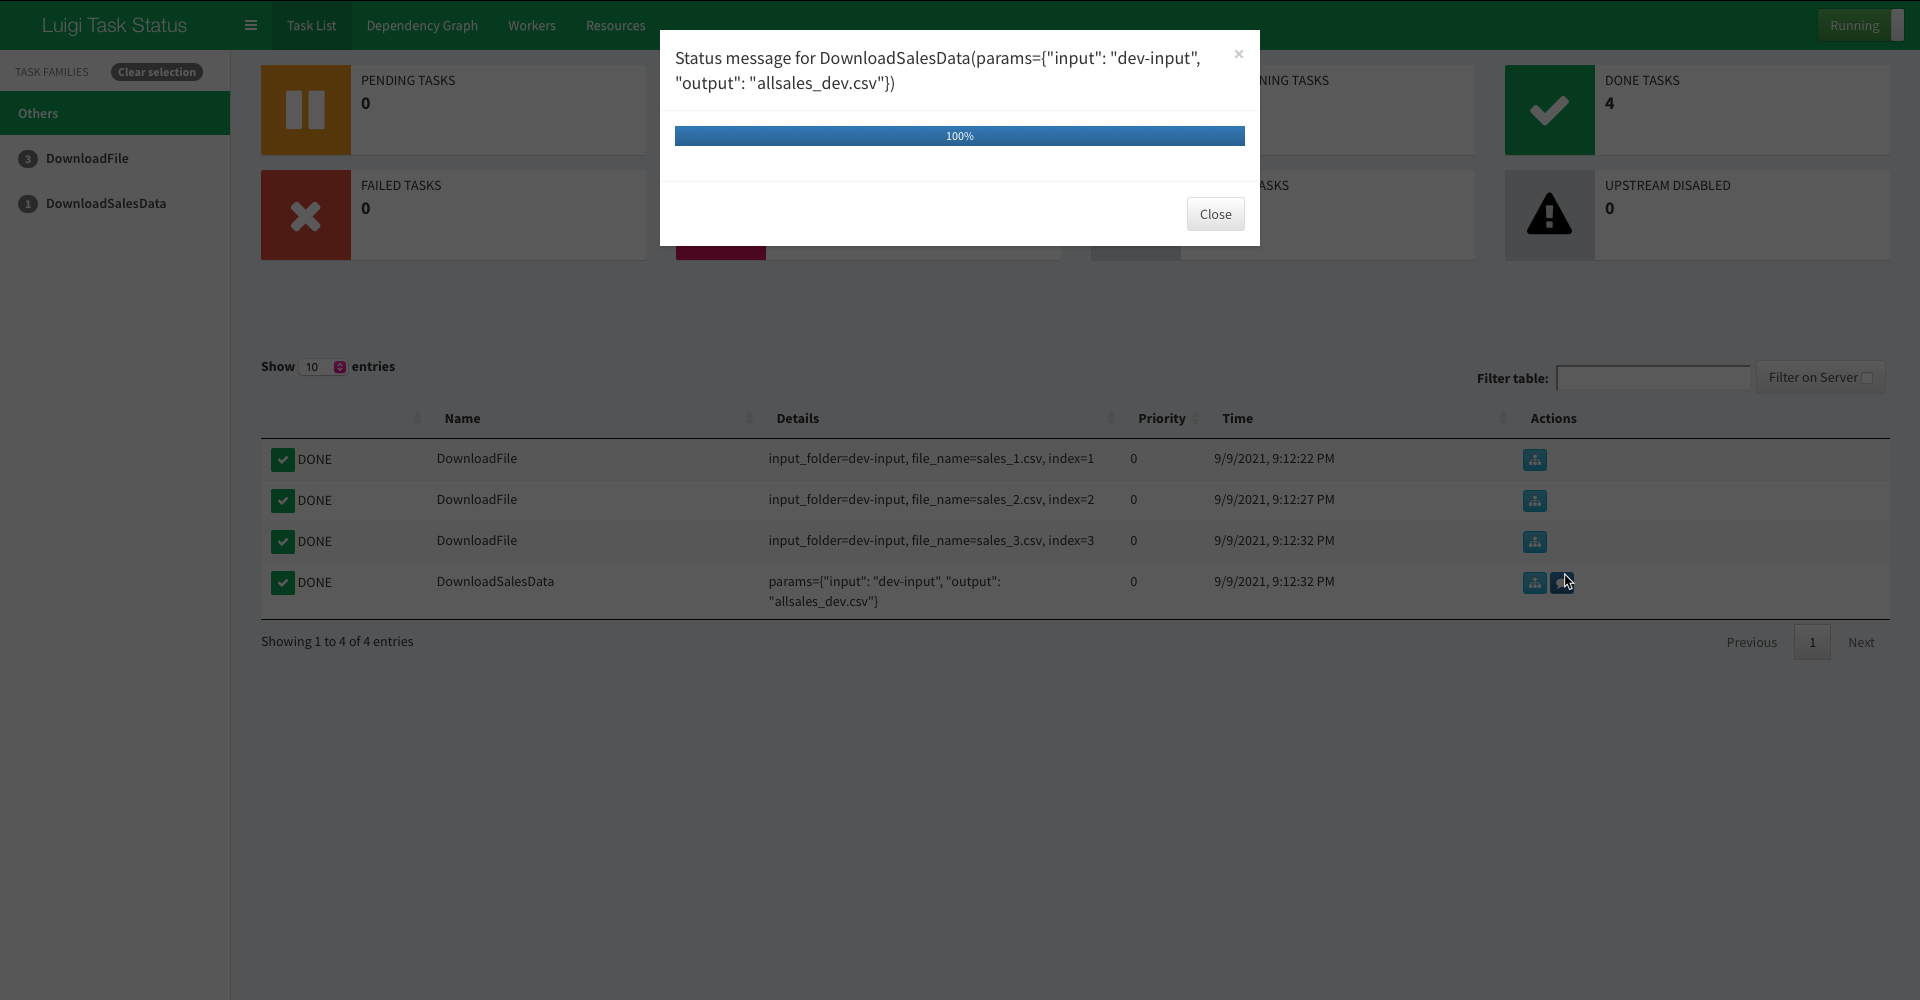 Luigi Task Status
Task List
Dependency Graph
Workers
Resources
Running
TASK FAMILIES
Clear selection
Others
3 DownloadFile
1 DownloadSalesData
Status message for DownloadSalesData(params={"input": "dev-input",
"output": "allsales_dev.csv"})
×
100%
Close
PENDING TASKS
0
NING TASKS
DONE TASKS
4
FAILED TASKS
0
ASKS
UPSTREAM DISABLED
0
Show 10 entries
Filter table:
Filter on Server
Name Details Priority Time Actions
DONE DownloadFile input_folder=dev-input, file_name=sales_1.csv, index=1 0 9/9/2021, 9:12:22 PM
DONE DownloadFile input_folder=dev-input, file_name=sales_2.csv, index=2 0 9/9/2021, 9:12:27 PM
DONE DownloadFile input_folder=dev-input, file_name=sales_3.csv, index=3 0 9/9/2021, 9:12:32 PM
DONE DownloadSalesData params={"input": "dev-input", "output": 0 9/9/2021, 9:12:32 PM
"allsales_dev.csv"}
Showing 1 to 4 of 4 entries
Previous 1 Next